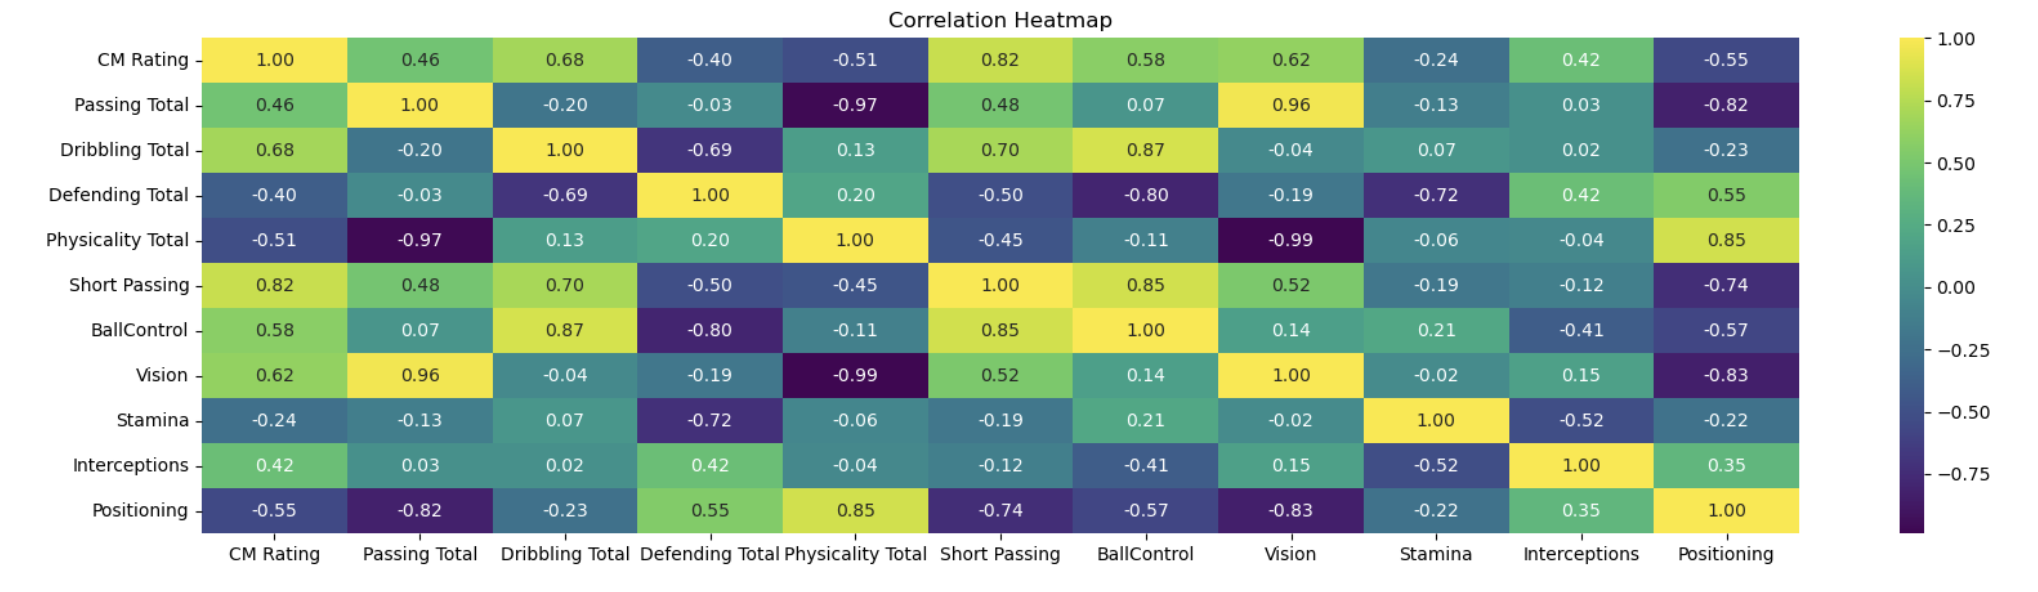 Correlation Heatmap
CM Rating 1.00 0.46 0.68 -0.40 -0.51 0.82 0.58 0.62 -0.24 0.42 -0.55
Passing Total 0.46 1.00 -0.20 -0.03 -0.97 0.48 0.07 0.96 -0.13 0.03 -0.82
Dribbling Total 0.68 -0.20 1.00 -0.69 0.13 0.70 0.87 -0.04 0.07 0.02 -0.23
Defending Total -0.40 -0.03 -0.69 1.00 0.20 -0.50 -0.80 -0.19 -0.72 0.42 0.55
Physicality Total -0.51 -0.97 0.13 0.20 1.00 -0.45 -0.11 -0.99 -0.06 -0.04 0.85
Short Passing 0.82 0.48 0.70 -0.50 -0.45 1.00 0.85 0.52 -0.19 -0.12 -0.74
BallControl 0.58 0.07 0.87 -0.80 -0.11 0.85 1.00 0.14 0.21 -0.41 -0.57
Vision 0.62 0.96 -0.04 -0.19 -0.99 0.52 0.14 1.00 -0.02 0.15 -0.83
Stamina -0.24 -0.13 0.07 -0.72 -0.06 -0.19 0.21 -0.02 1.00 -0.52 -0.22
Interceptions 0.42 0.03 0.02 0.42 -0.04 -0.12 -0.41 0.15 -0.52 1.00 0.35
Positioning -0.55 -0.82 -0.23 0.55 0.85 -0.74 -0.57 -0.83 -0.22 0.35 1.00
CM Rating Passing Total Dribbling Total Defending Total Physicality Total Short Passing BallControl Vision Stamina Interceptions Positioning
1.00
0.75
0.50
0.25
0.00
−0.25
−0.50
−0.75